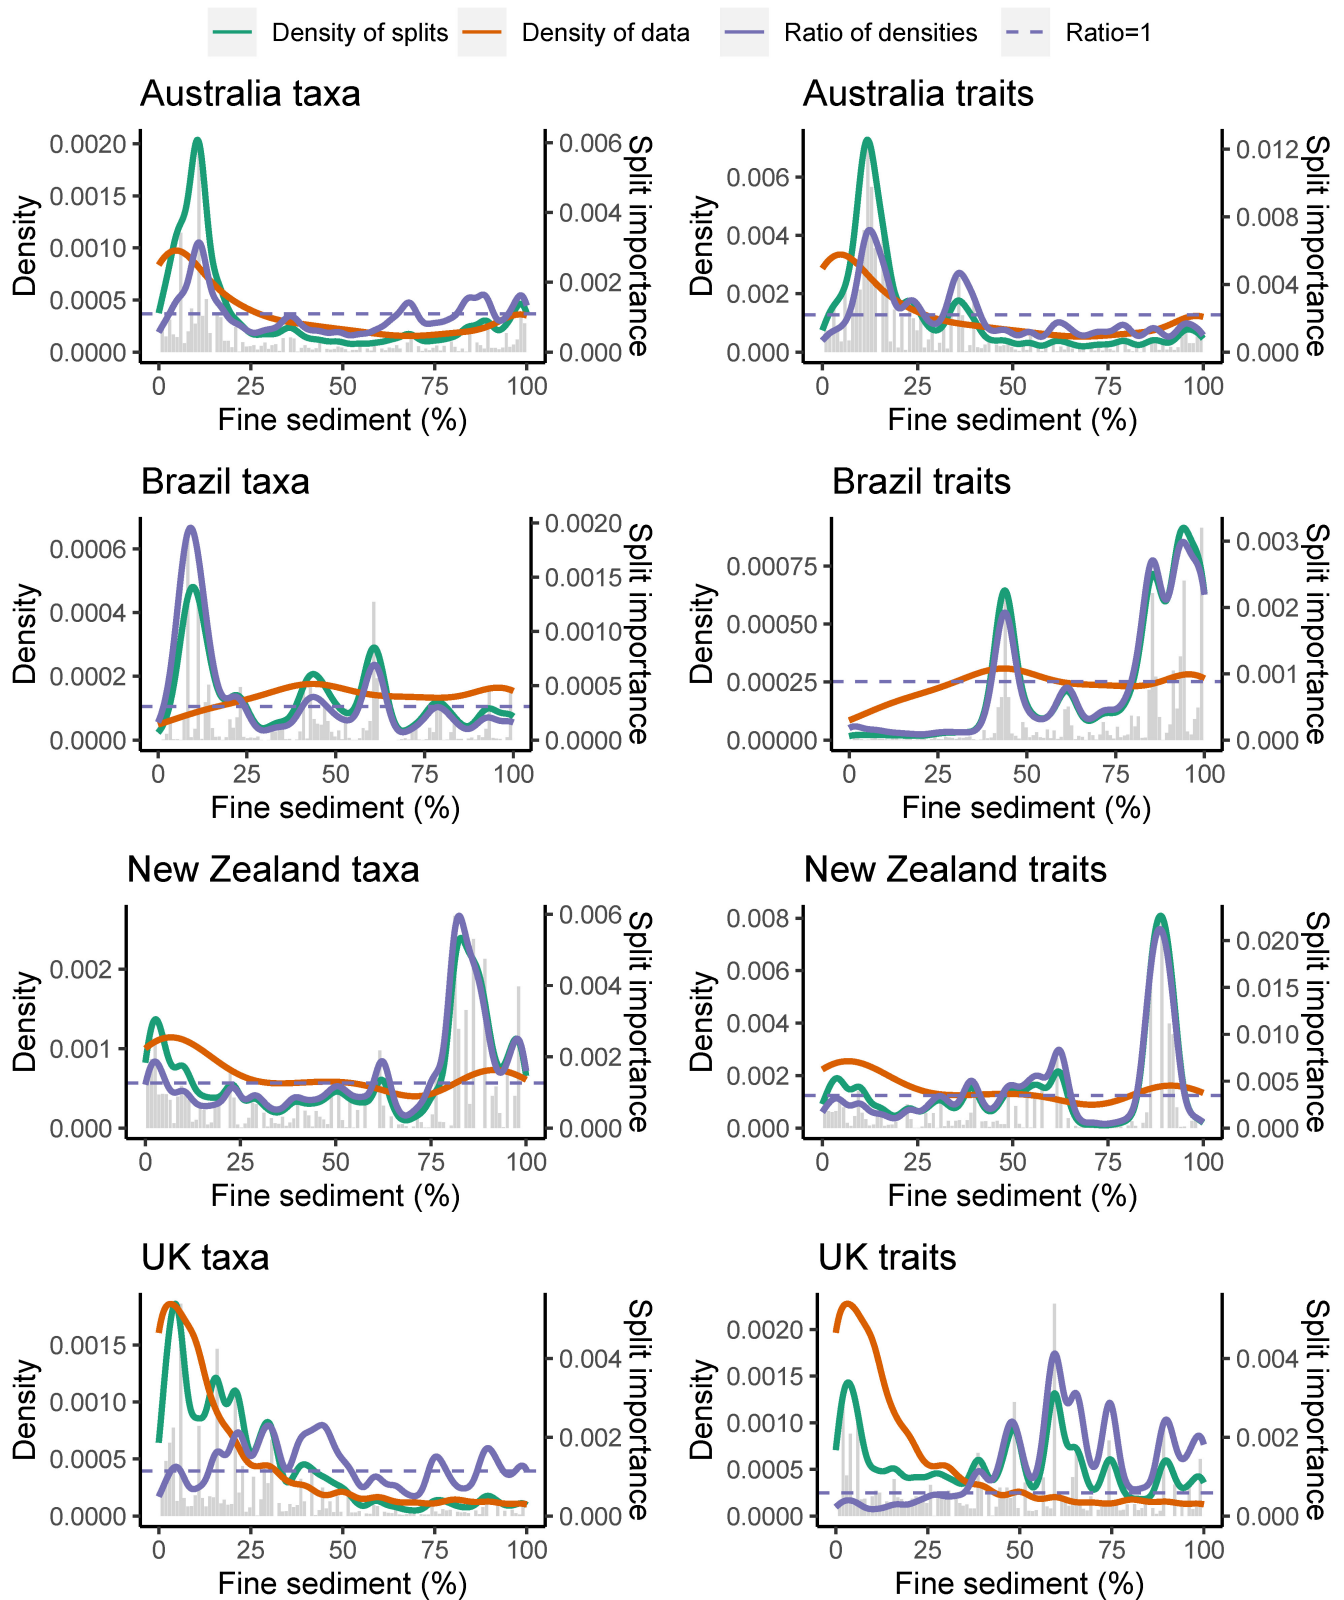 Density of splits Density of data Ratio of densities Ratio=1
Australia taxa
Density
0.0020
0.0015
0.0010
0.0005
0.0000
0.006
0.004
0.002
0.000
Split importance
0 25 50 75 100
Fine sediment (%)
Australia traits
Density
0.006
0.004
0.002
0.000
0.012
0.008
0.004
0.000
Split importance
0 25 50 75 100
Fine sediment (%)
Brazil taxa
Density
0.0006
0.0004
0.0002
0.0000
0.0020
0.0015
0.0010
0.0005
0.0000
Split importance
0 25 50 75 100
Fine sediment (%)
Brazil traits
Density
0.00075
0.00050
0.00025
0.00000
0.003
0.002
0.001
0.000
Split importance
0 25 50 75 100
Fine sediment (%)
New Zealand taxa
Density
0.002
0.001
0.000
0.006
0.004
0.002
0.000
Split importance
0 25 50 75 100
Fine sediment (%)
New Zealand traits
Density
0.008
0.006
0.004
0.002
0.000
0.020
0.015
0.010
0.005
0.000
Split importance
0 25 50 75 100
Fine sediment (%)
UK taxa
Density
0.0015
0.0010
0.0005
0.0000
0.004
0.002
0.000
Split importance
0 25 50 75 100
Fine sediment (%)
UK traits
Density
0.0020
0.0015
0.0010
0.0005
0.0000
0.004
0.002
0.000
Split importance
0 25 50 75 100
Fine sediment (%)